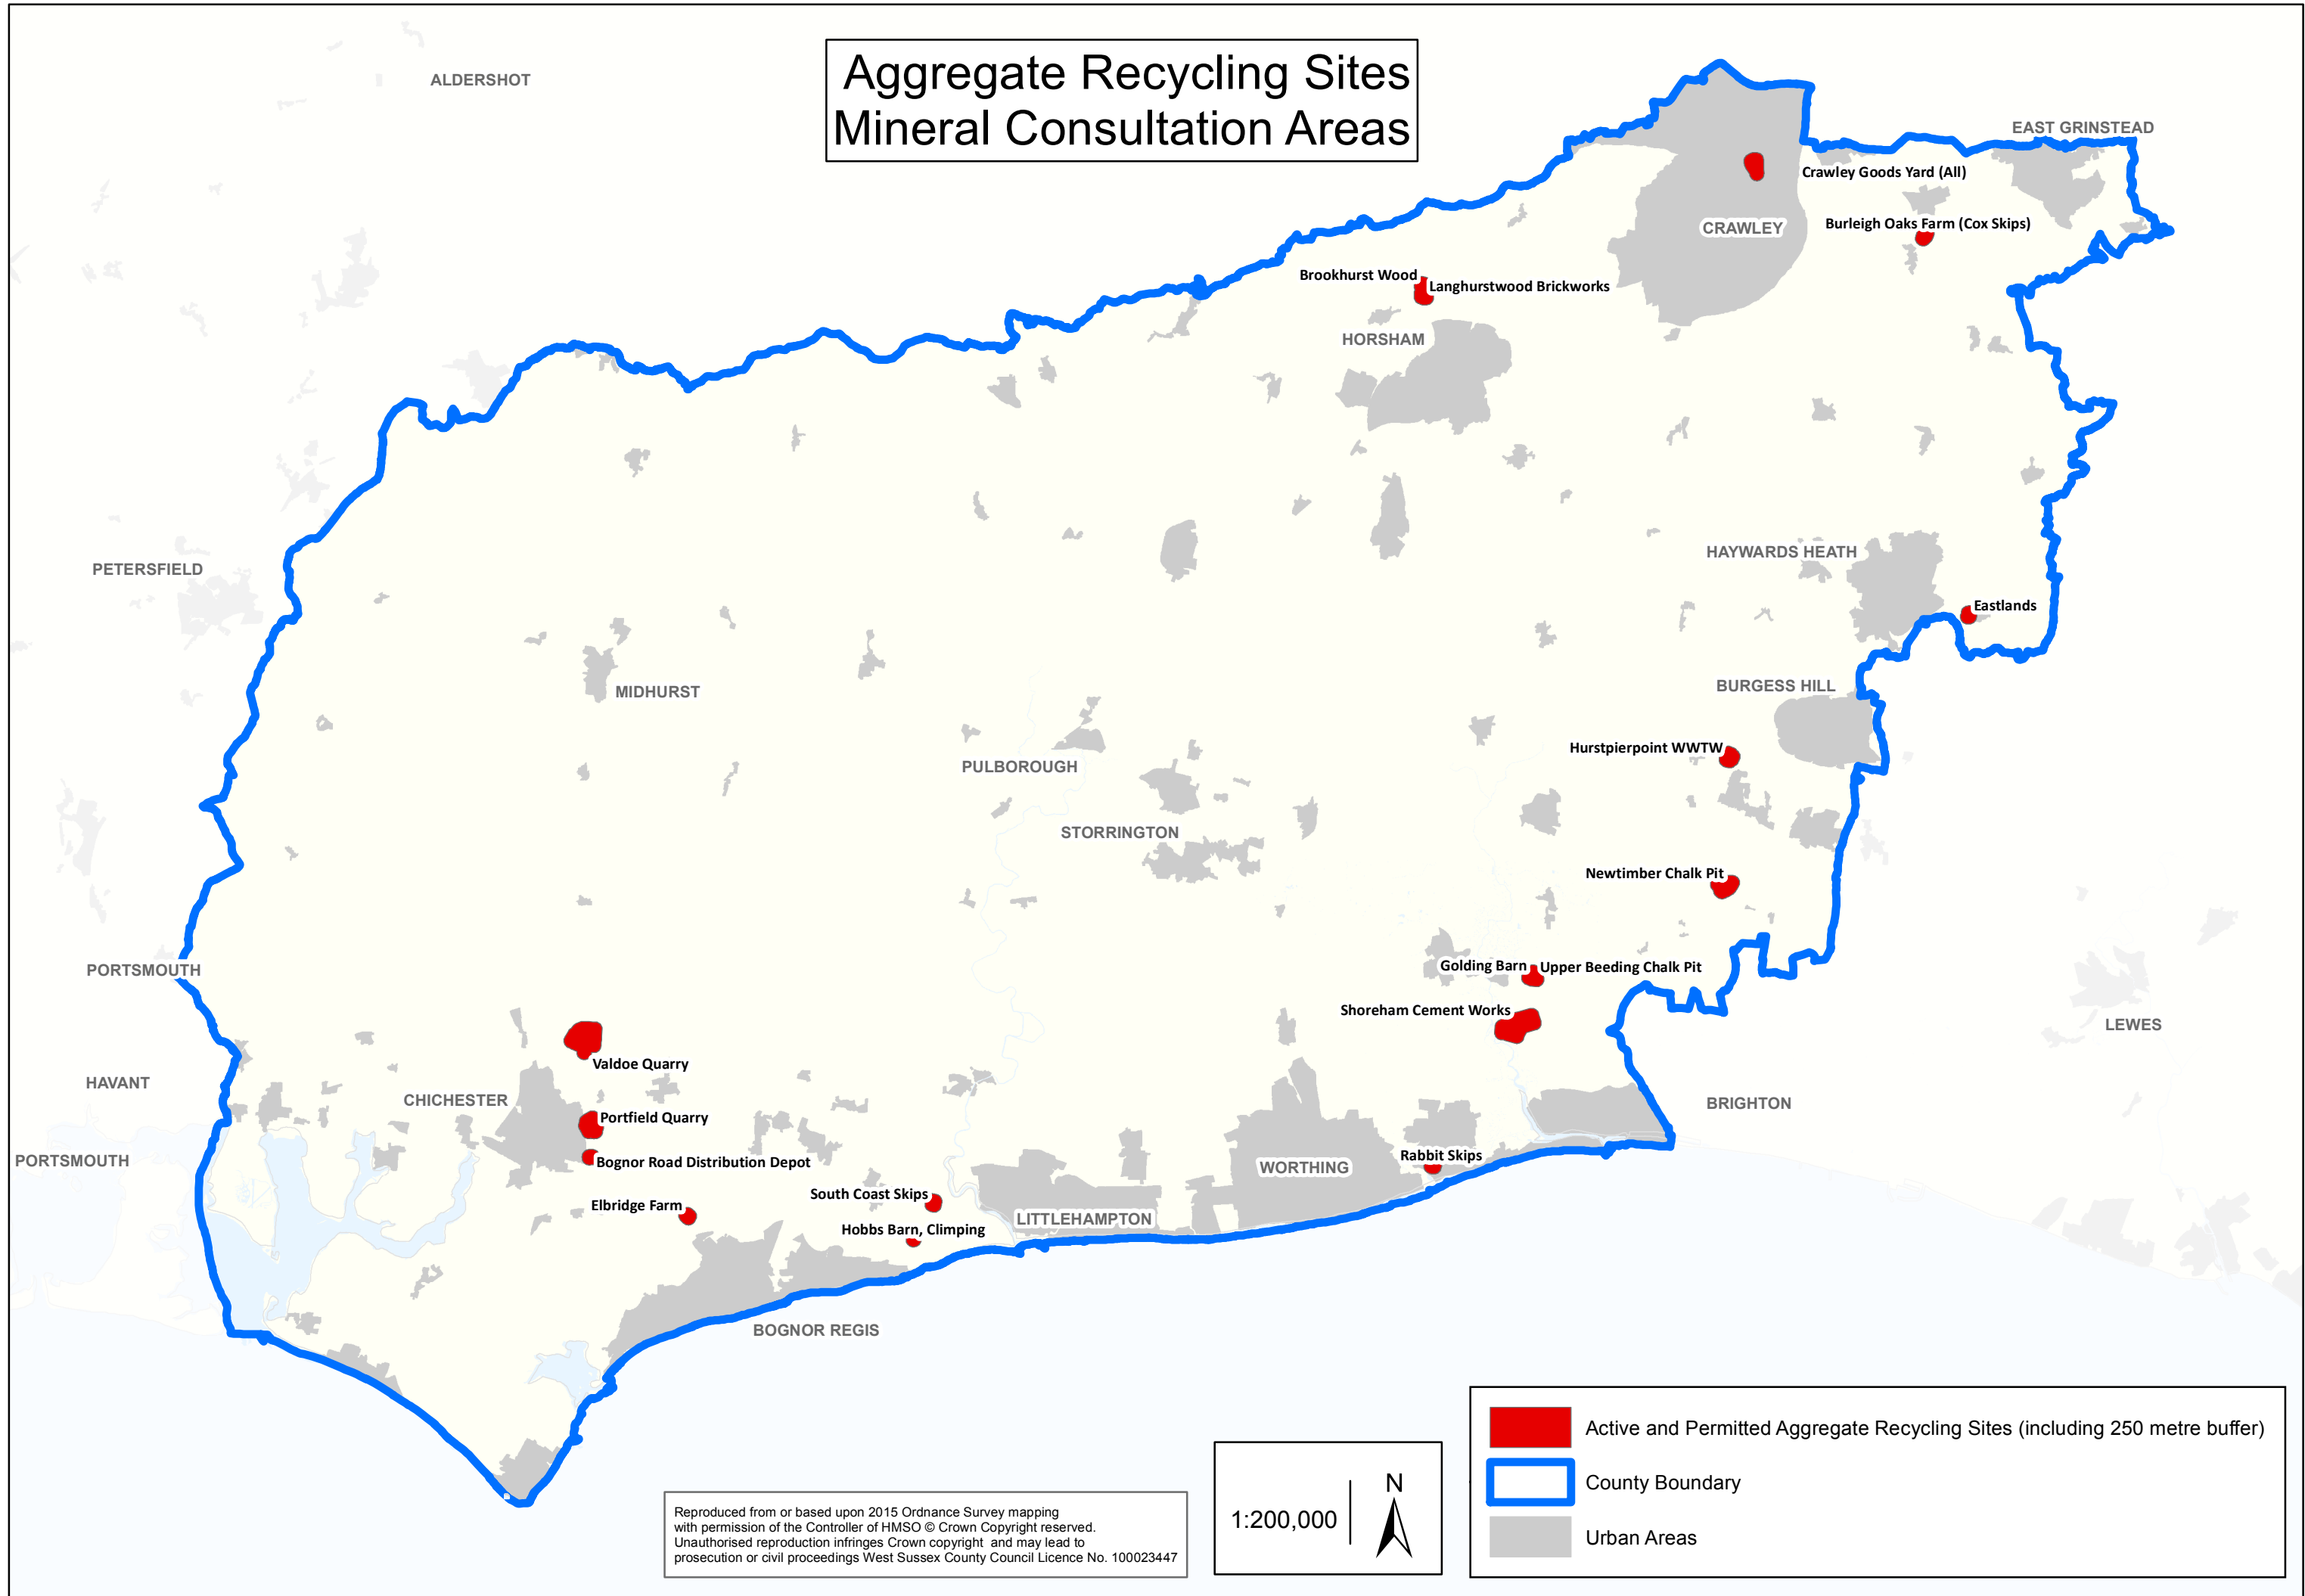 Aggregate Recycling Sites
Mineral Consultation Areas
ALDERSHOT
EAST GRINSTEAD
Crawley Goods Yard (All)
CRAWLEY
Burleigh Oaks Farm (Cox Skips)
Brookhurst Wood
Langhurstwood Brickworks
HORSHAM
HAYWARDS HEATH
PETERSFIELD
Eastlands
MIDHURST
BURGESS HILL
PULBOROUGH
Hurstpierpoint WWTW
STORRINGTON
Newtimber Chalk Pit
PORTSMOUTH
Golding Barn
Upper Beeding Chalk Pit
Shoreham Cement Works
LEWES
Valdoe Quarry
HAVANT
CHICHESTER
BRIGHTON
Portfield Quarry
PORTSMOUTH
Bognor Road Distribution Depot
Rabbit Skips
WORTHING
South Coast Skips
Elbridge Farm
LITTLEHAMPTON
Hobbs Barn, Climping
BOGNOR REGIS
Active and Permitted Aggregate Recycling Sites (including 250 metre buffer)
County Boundary
Urban Areas
N
1:200,000
Reproduced from or based upon 2015 Ordnance Survey mapping
with permission of the Controller of HMSO © Crown Copyright reserved.
Unauthorised reproduction infringes Crown copyright and may lead to
prosecution or civil proceedings West Sussex County Council Licence No. 100023447